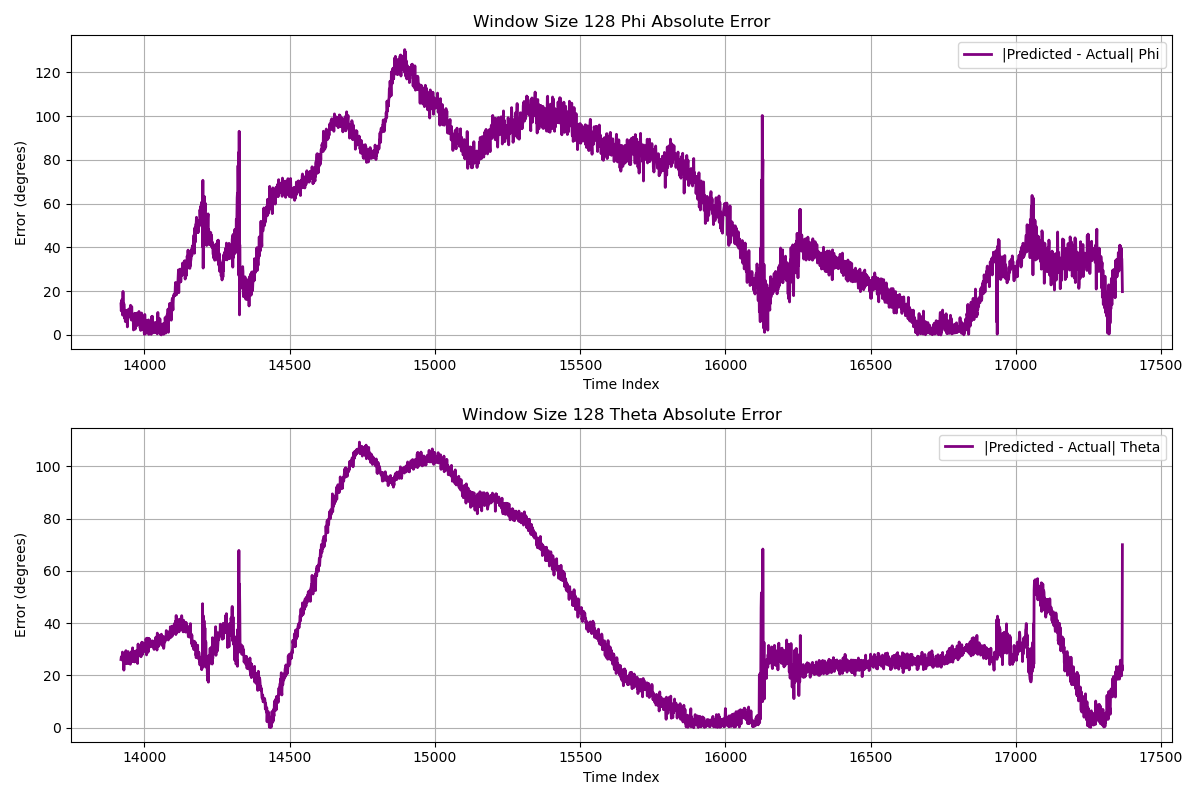 Window Size 128 Phi Absolute Error
|Predicted - Actual| Phi
Error (degrees)
120
100
80
60
40
20
0
14000 14500 15000 15500 16000 16500 17000 17500
Time Index
Window Size 128 Theta Absolute Error
|Predicted - Actual| Theta
Error (degrees)
100
80
60
40
20
0
14000 14500 15000 15500 16000 16500 17000 17500
Time Index